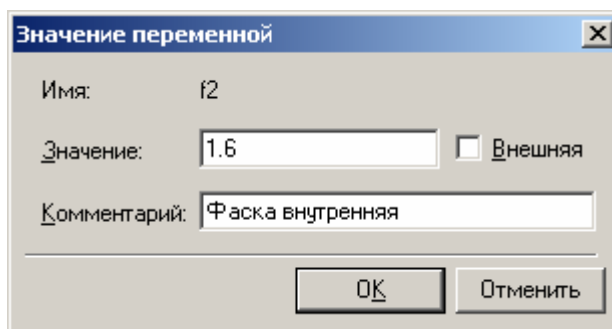 Значение переменной
Имя: f2
Значение: 1.6 Внешняя
Комментарий: Фаска внутренняя
OK Отменить